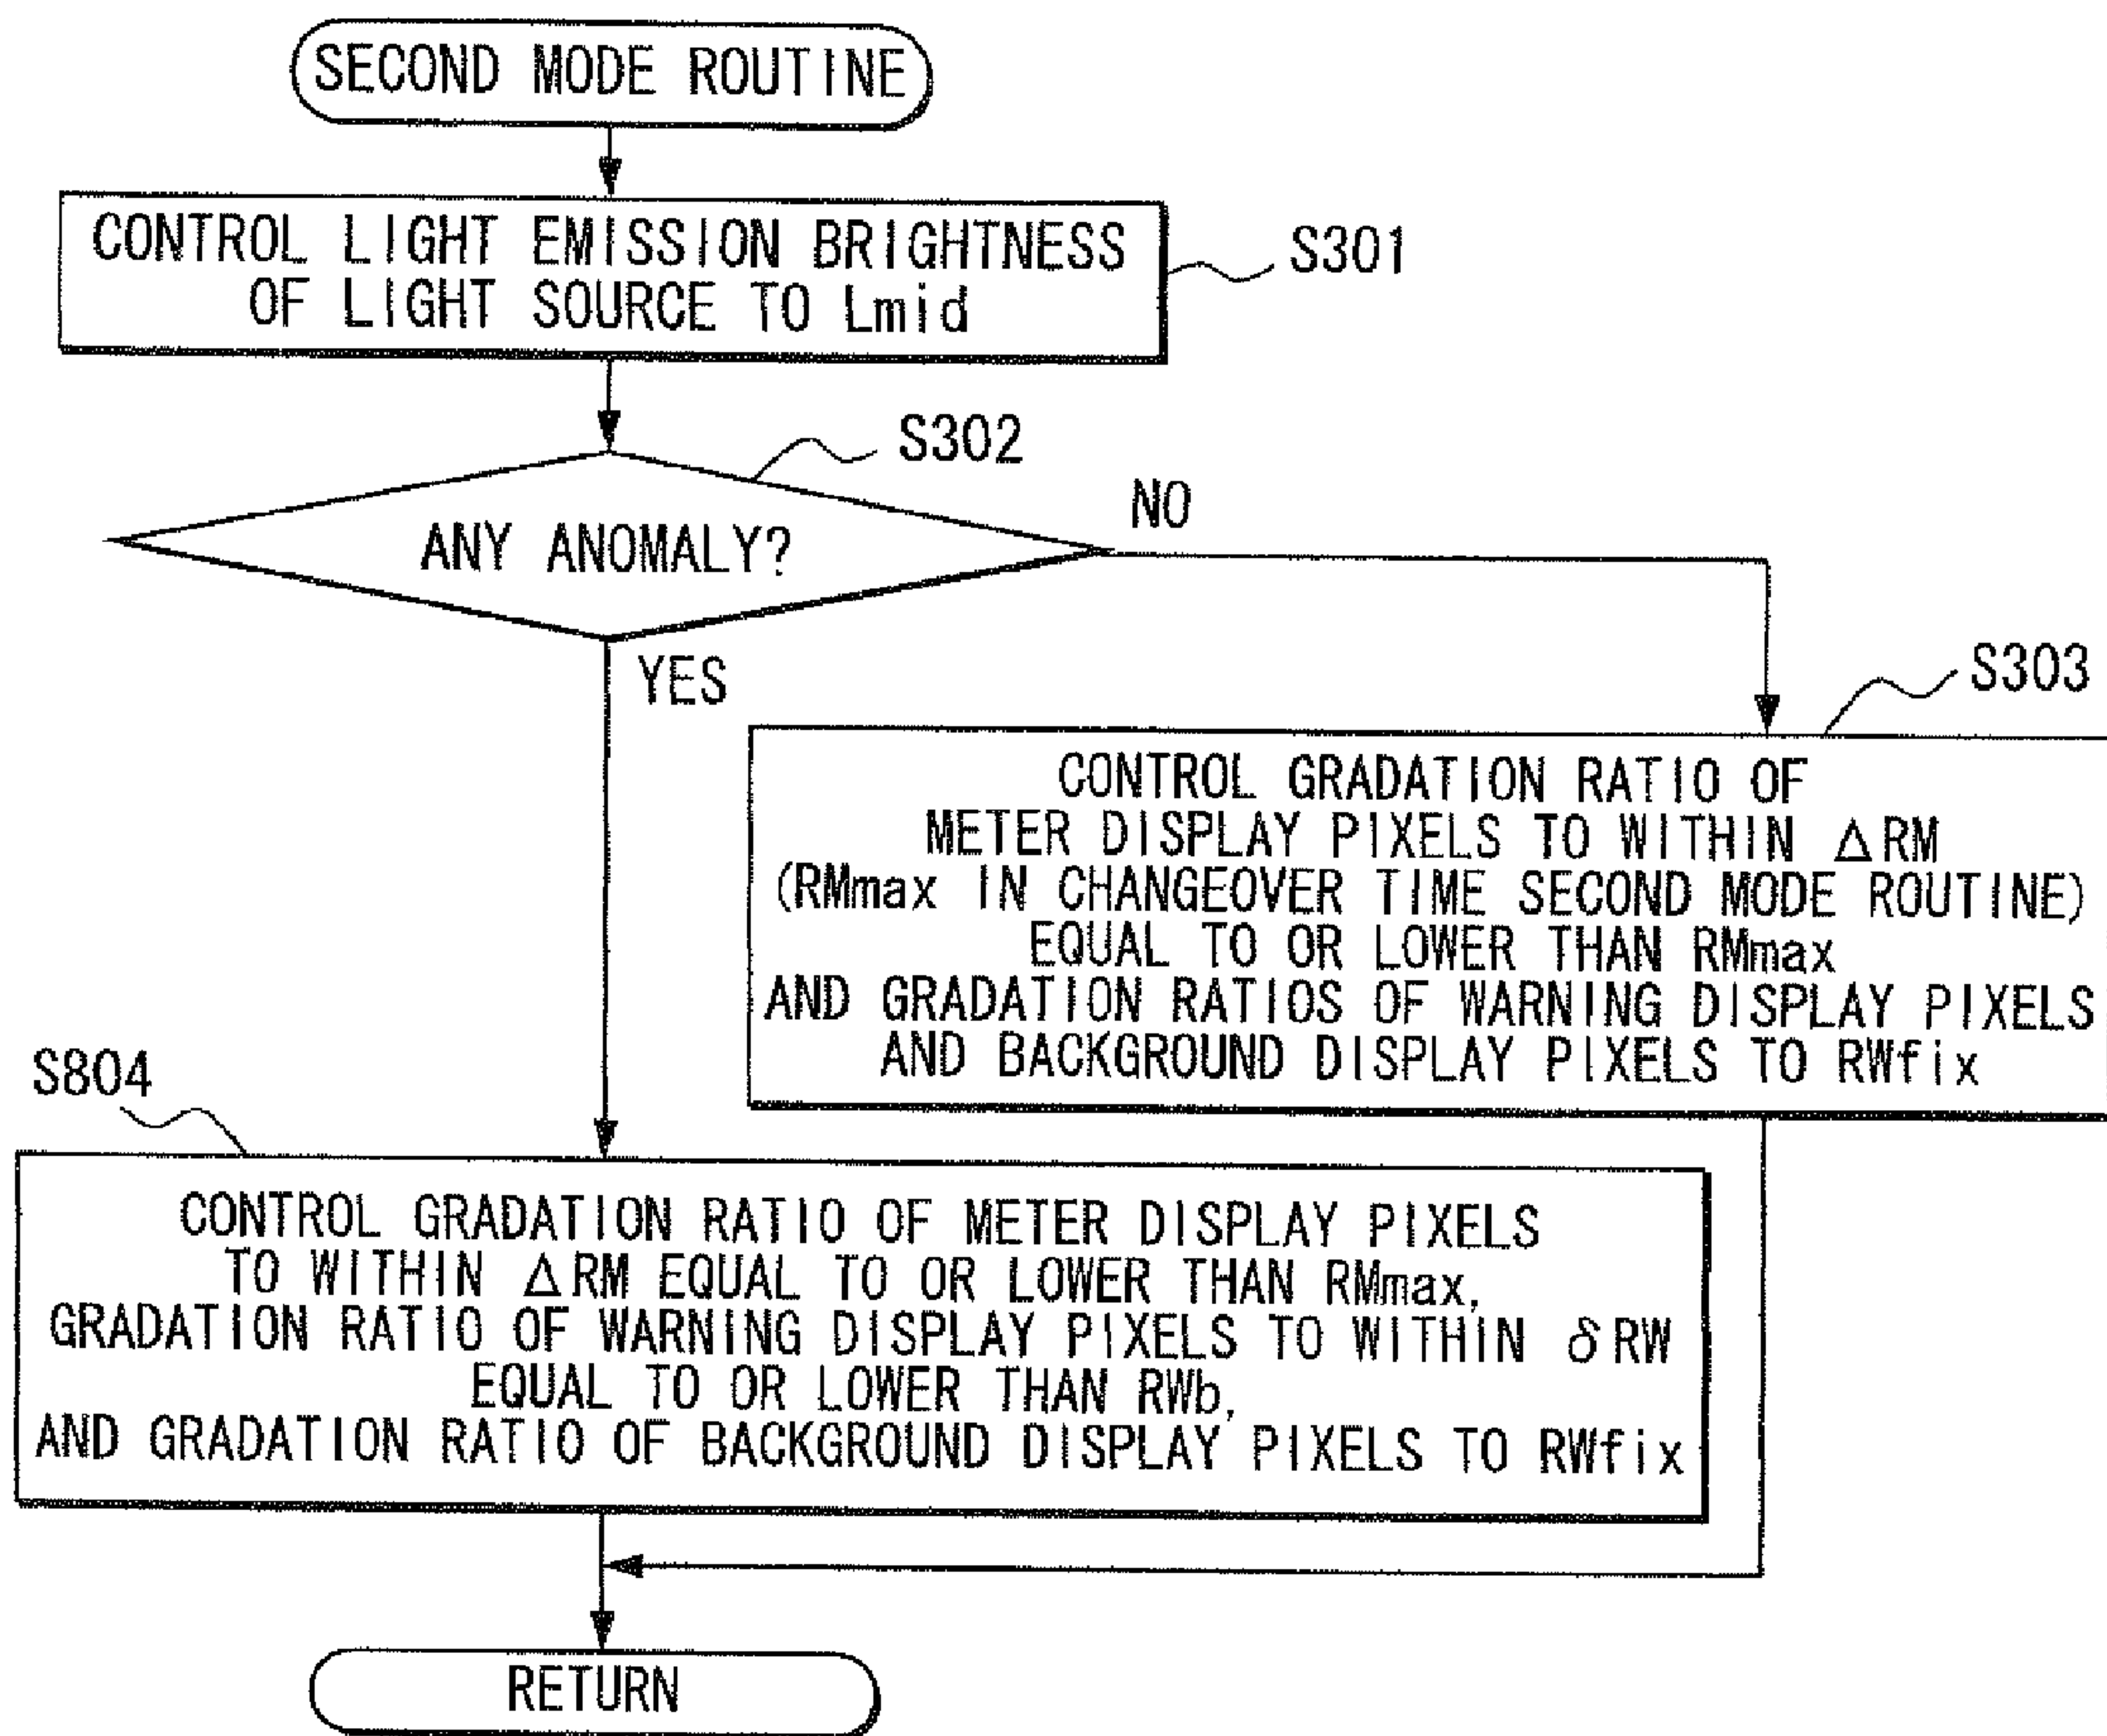 SECOND MODE ROUTINE
CONTROL LIGHT EMISSION BRIGHTNESS
OF LIGHT SOURCE TO Lmid
S301
S302
ANY ANOMALY?
NO
YES
S303
CONTROL GRADATION RATIO OF
METER DISPLAY PIXELS TO WITHIN ΔRM
(RMmax IN CHANGEOVER TIME SECOND MODE ROUTINE)
EQUAL TO OR LOWER THAN RMmax
AND GRADATION RATIOS OF WARNING DISPLAY PIXELS
AND BACKGROUND DISPLAY PIXELS TO RWfix
S804
CONTROL GRADATION RATIO OF METER DISPLAY PIXELS
TO WITHIN ΔRM EQUAL TO OR LOWER THAN RMmax,
GRADATION RATIO OF WARNING DISPLAY PIXELS TO WITHIN δRW
EQUAL TO OR LOWER THAN RWb,
AND GRADATION RATIO OF BACKGROUND DISPLAY PIXELS TO RWfix
RETURN